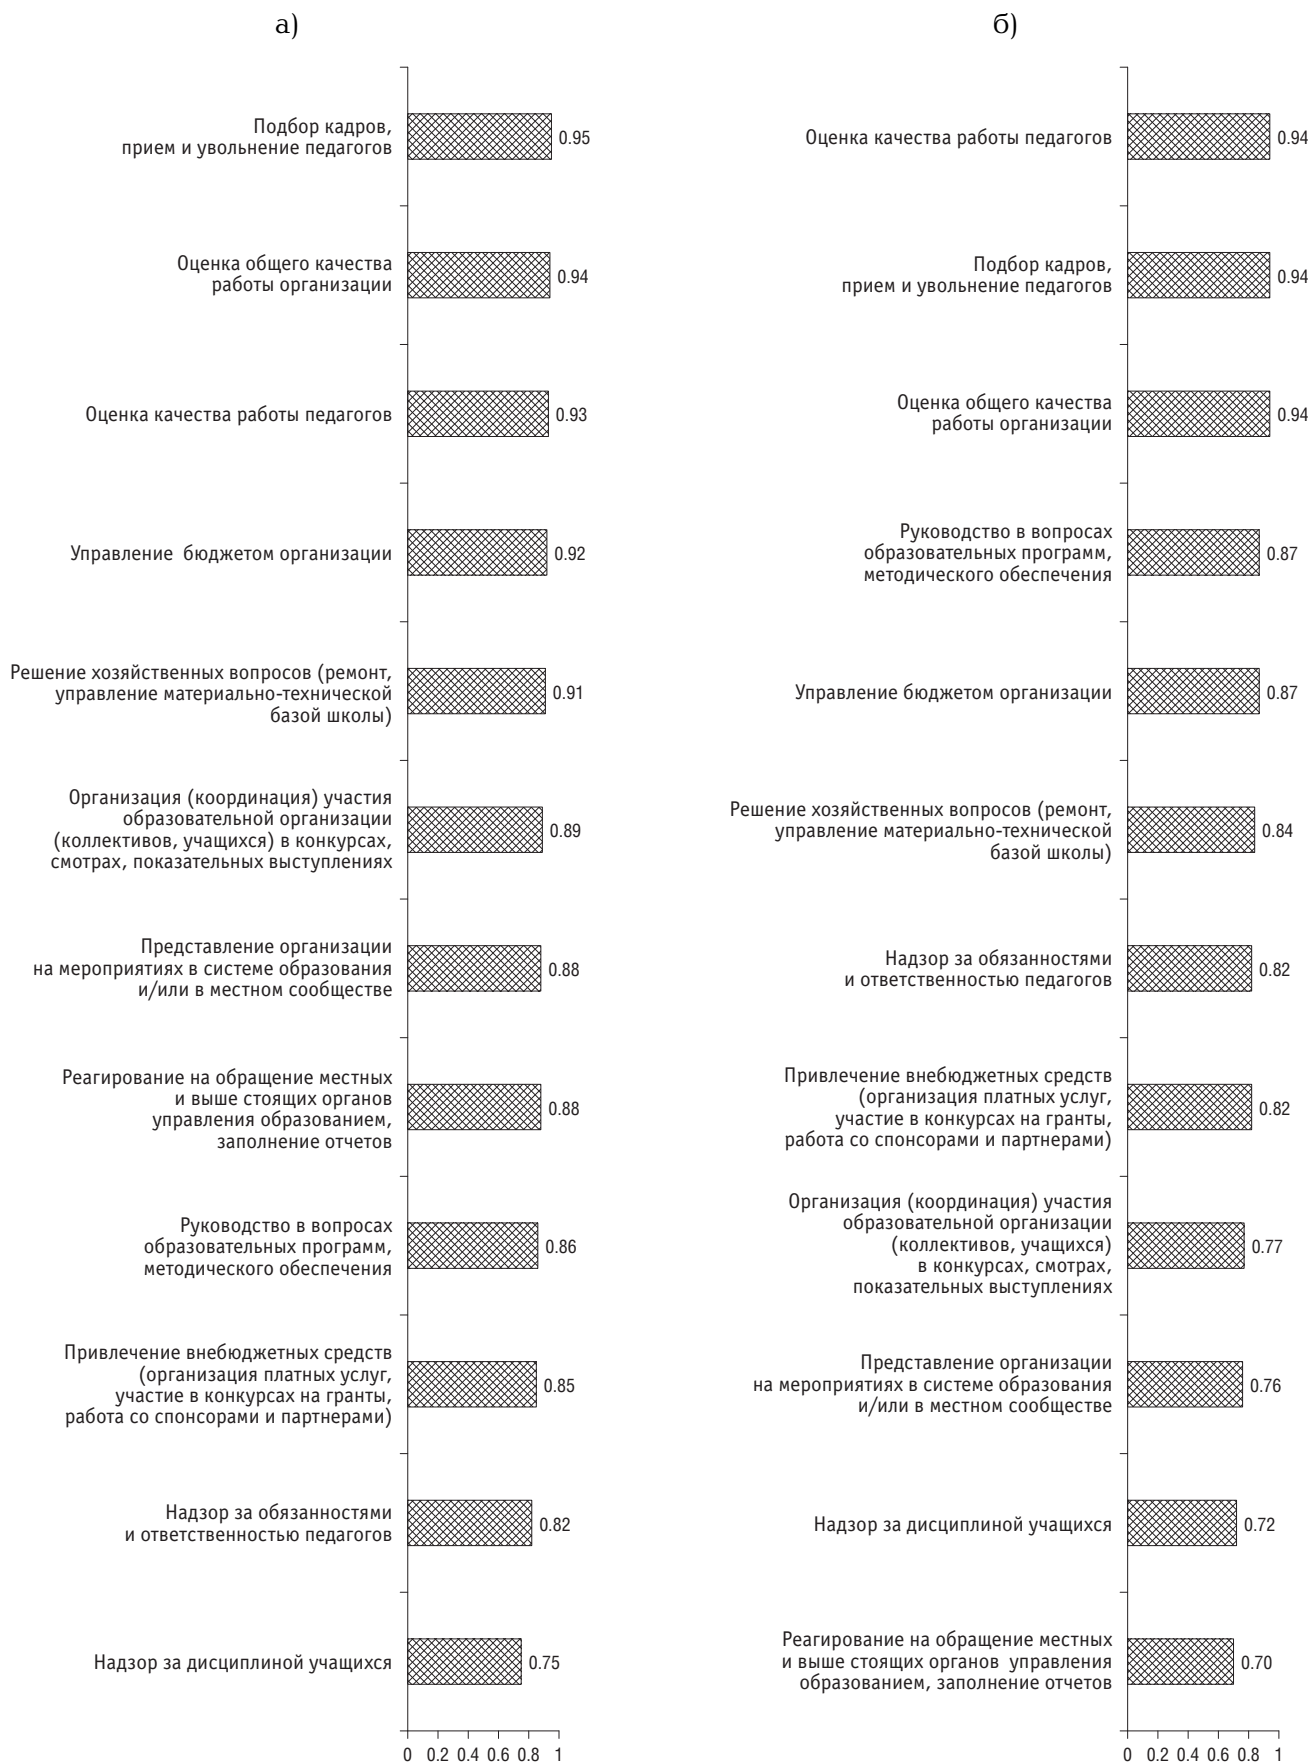 а)
Подбор кадров,
прием и увольнение педагогов
0.95
Оценка общего качества
работы организации
0.94
Оценка качества работы педагогов
0.93
Управление бюджетом организации
0.92
Решение хозяйственных вопросов (ремонт,
управление материально-технической
базой школы)
0.91
Организация (координация) участия
образовательной организации
(коллективов, учащихся) в конкурсах,
смотрах, показательных выступлениях
0.89
Представление организации
на мероприятиях в системе образования
и/или в местном сообществе
0.88
Реагирование на обращение местных
и выше стоящих органов
управления образованием,
заполнение отчетов
0.88
Руководство в вопросах
образовательных программ,
методического обеспечения
0.86
Привлечение внебюджетных средств
(организация платных услуг,
участие в конкурсах на гранты,
работа со спонсорами и партнерами)
0.85
Надзор за обязанностями
и ответственностью педагогов
0.82
Надзор за дисциплиной учащихся
0.75
0 0.2 0.4 0.6 0.8 1
б)
Оценка качества работы педагогов
0.94
Подбор кадров,
прием и увольнение педагогов
0.94
Оценка общего качества
работы организации
0.94
Руководство в вопросах
образовательных программ,
методического обеспечения
0.87
Управление бюджетом организации
0.87
Решение хозяйственных вопросов (ремонт,
управление материально-технической
базой школы)
0.84
Надзор за обязанностями
и ответственностью педагогов
0.82
Привлечение внебюджетных средств
(организация платных услуг,
участие в конкурсах на гранты,
работа со спонсорами и партнерами)
0.82
Организация (координация) участия
образовательной организации
(коллективов, учащихся)
в конкурсах, смотрах,
показательных выступлениях
0.77
Представление организации
на мероприятиях в системе образования
и/или в местном сообществе
0.76
Надзор за дисциплиной учащихся
0.72
Реагирование на обращение местных
и выше стоящих органов управления
образованием, заполнение отчетов
0.70
0 0.2 0.4 0.6 0.8 1